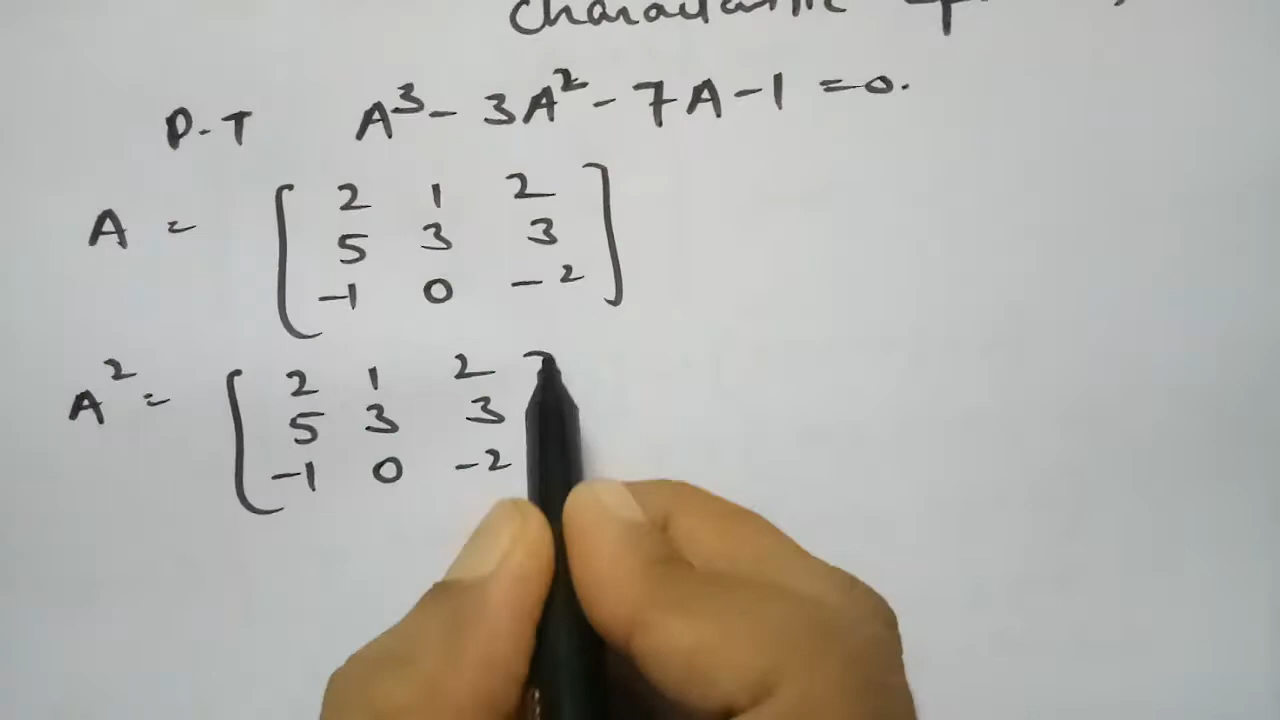 P.T A³ - 3A² - 7A - 1 = 0.
A = [ 2 1 2
5 3 3
-1 0 -2 ]
A² = [ 2 1 2
5 3 3
-1 0 -2